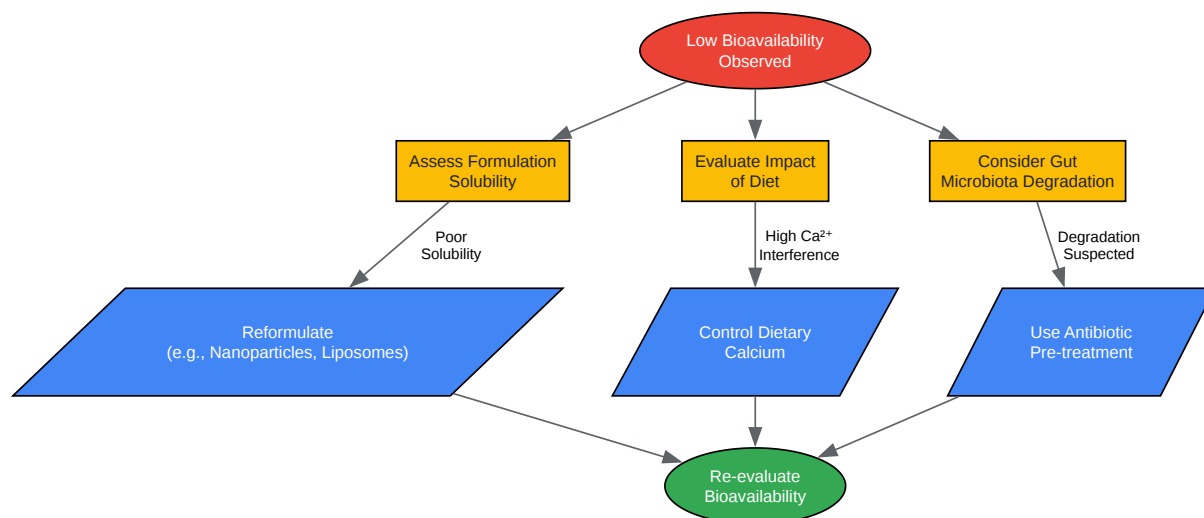 Low Bioavailability
Observed
Assess Formulation
Solubility
Evaluate Impact
of Diet
Consider Gut
Microbiota Degradation
Poor
Solubility
High Ca²⁺
Interference
Degradation
Suspected
Reformulate
(e.g., Nanoparticles, Liposomes)
Control Dietary
Calcium
Use Antibiotic
Pre-treatment
Re-evaluate
Bioavailability